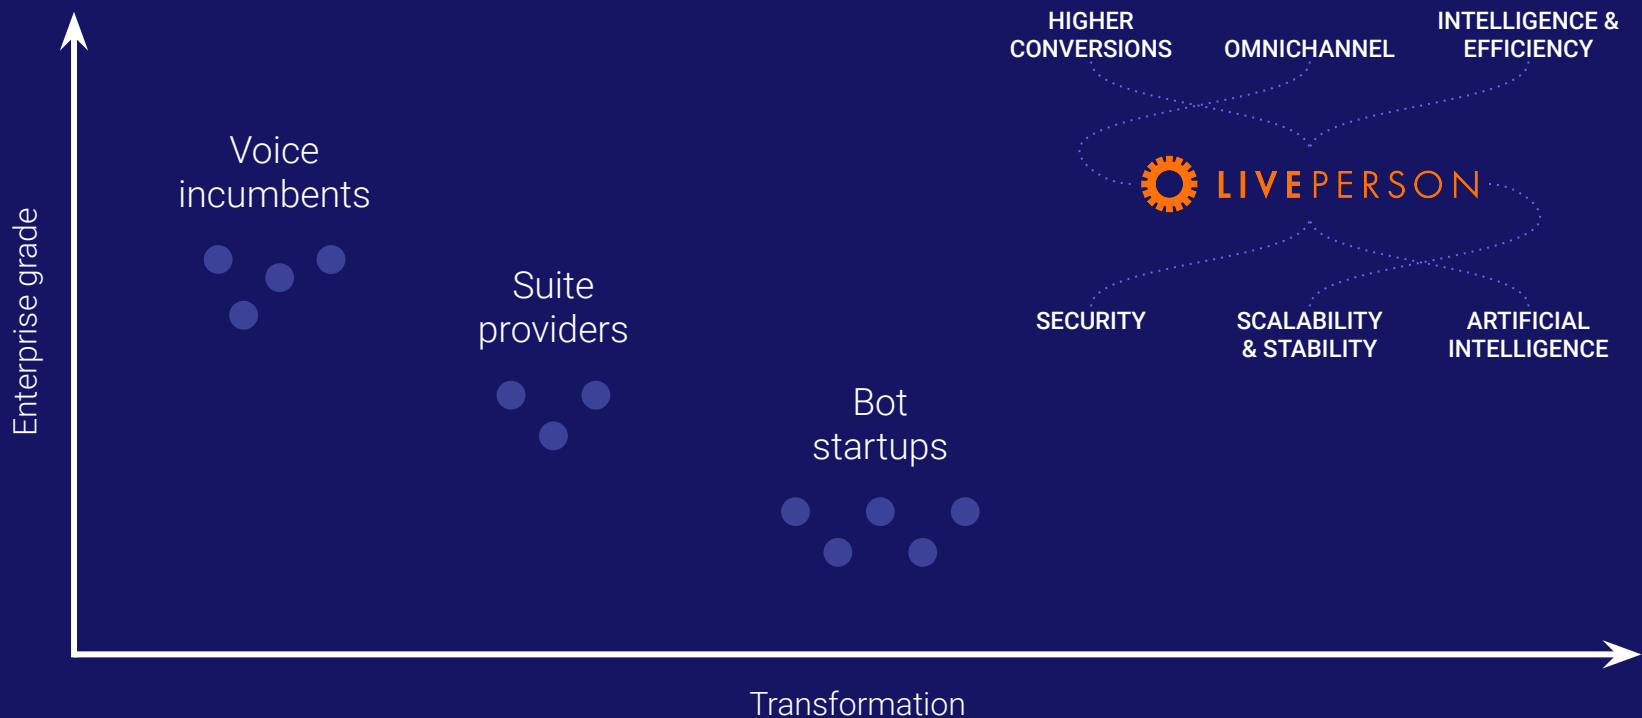 HIGHER
CONVERSIONS
OMNICHANNEL
INTELLIGENCE &
EFFICIENCY
Voice
incumbents
LIVEPERSON
Enterprise grade
Suite
providers
SECURITY
SCALABILITY
& STABILITY
ARTIFICIAL
INTELLIGENCE
Bot
startups
Transformation